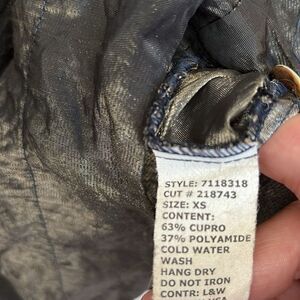 STYLE: 7118318
CUT # 218743
SIZE: XS
CONTENT:
63% CUPRO
37% POLYAMIDE
COLD WATER
WASH
HANG DRY
DO NOT IRON
CONTR: L&W